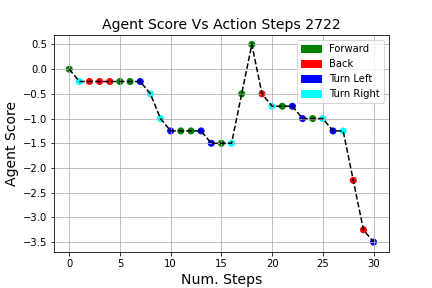 Agent Score Vs Action Steps 2722
Forward
Back
Turn Left
Turn Right
0.5
0.0
−0.5
−1.0
−1.5
−2.0
−2.5
−3.0
−3.5
Agent Score
0 5 10 15 20 25 30
Num. Steps